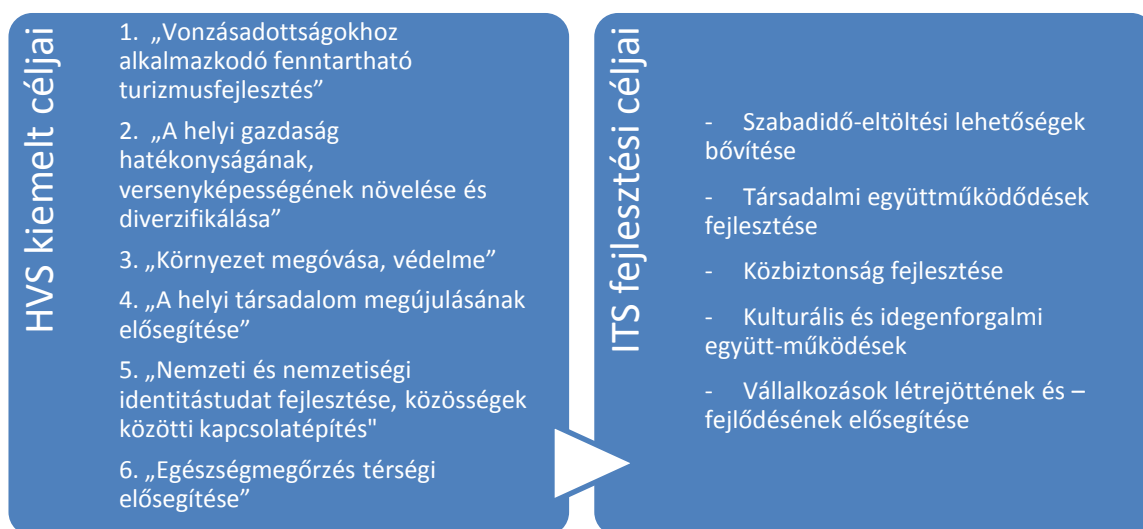 HVS kiemelt céljai
1. „Vonzásadottságokhoz
alkalmazkodó fenntartható
turizmusfejlesztés”
2. „A helyi gazdaság
hatékonyságának,
versenyképességének növelése és
diverzifikálása”
3. „Környezet megóvása, védelme”
4. „A helyi társadalom megújulásának
elősegítése”
5. „Nemzeti és nemzetiségi
identitástudat fejlesztése, közösségek
közötti kapcsolatépítés"
6. „Egészségmegőrzés térségi
elősegítése”
ITS fejlesztési céljai
- Szabadidő-eltöltési lehetőségek
bővítése
- Társadalmi együttműködődések
fejlesztése
- Közbiztonság fejlesztése
- Kulturális és idegenforgalmi
együtt-működések
- Vállalkozások létrejöttének és –
fejlődésének elősegítése